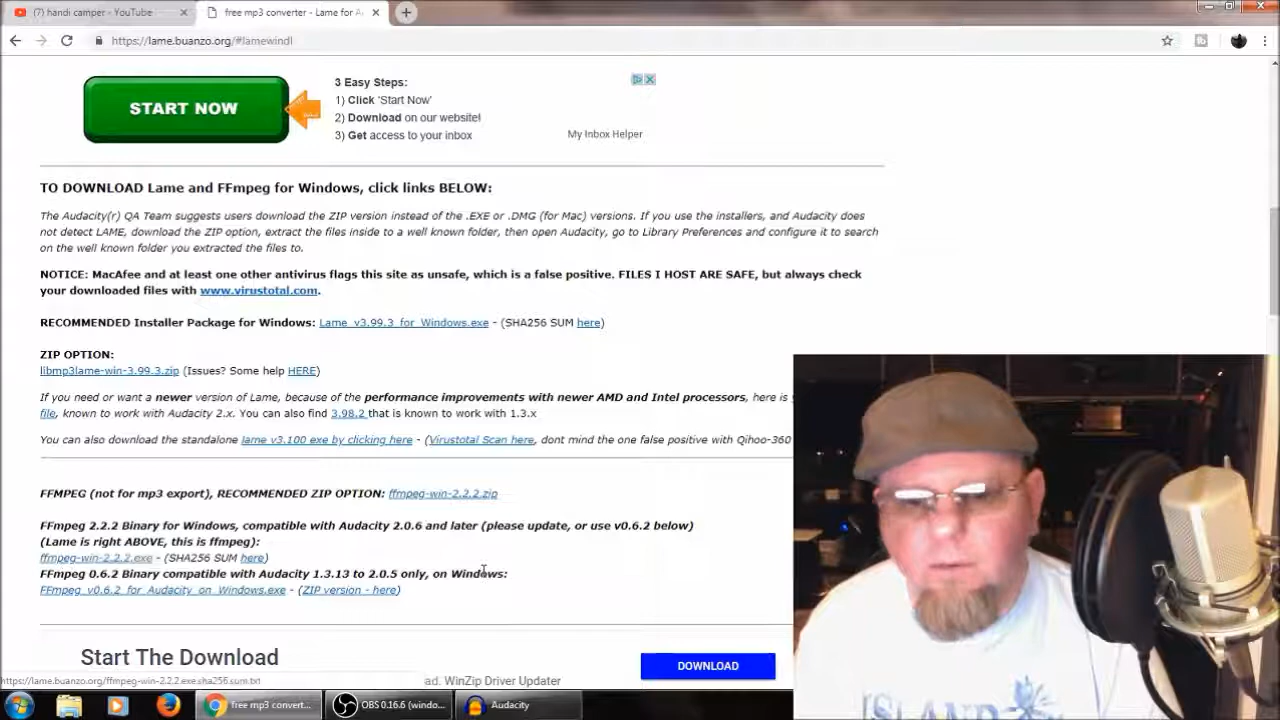 (7) handi camper - YouTube
free mp3 converter - Lame for A
https://lame.buanzo.org/#lamewindl
START NOW
3 Easy Steps:
1) Click 'Start Now'
2) Download on our website!
3) Get access to your inbox
My Inbox Helper
TO DOWNLOAD Lame and FFmpeg for Windows, click links BELOW:
The Audacity(r) QA Team suggests users download the ZIP version instead of the .EXE or .DMG (for Mac) versions. If you use the installers, and Audacity does
not detect LAME, download the ZIP option, extract the files inside to a well known folder, then open Audacity, go to Library Preferences and configure it to search
on the well known folder you extracted the files to.
NOTICE: MacAfee and at least one other antivirus flags this site as unsafe, which is a false positive. FILES I HOST ARE SAFE, but always check
your downloaded files with www.virustotal.com.
RECOMMENDED Installer Package for Windows: Lame_v3.99.3_for_Windows.exe - (SHA256 SUM here)
ZIP OPTION:
libmp3lame-win-3.99.3.zip (Issues? Some help HERE)
If you need or want a newer version of Lame, because of the performance improvements with newer AMD and Intel processors, here is
file, known to work with Audacity 2.x. You can also find 3.98.2 that is known to work with 1.3.x
You can also download the standalone lame v3.100 exe by clicking here - (Virustotal Scan here, dont mind the one false positive with Qihoo-360
FFMPEG (not for mp3 export), RECOMMENDED ZIP OPTION: ffmpeg-win-2.2.2.zip
FFmpeg 2.2.2 Binary for Windows, compatible with Audacity 2.0.6 and later (please update, or use v0.6.2 below)
(Lame is right ABOVE, this is ffmpeg):
ffmpeg-win-2.2.2.exe - (SHA256 SUM here)
FFmpeg 0.6.2 Binary compatible with Audacity 1.3.13 to 2.0.5 only, on Windows:
FFmpeg_v0.6.2_for_Audacity_on_Windows.exe - (ZIP version - here)
Start The Download
DOWNLOAD
ad. WinZip Driver Updater
https://lame.buanzo.org/ffmpeg-win-2.2.2.exe.sha256.sum.txt
free mp3 convert...
OBS 0.16.6 (windo...
Audacity
ISLAND